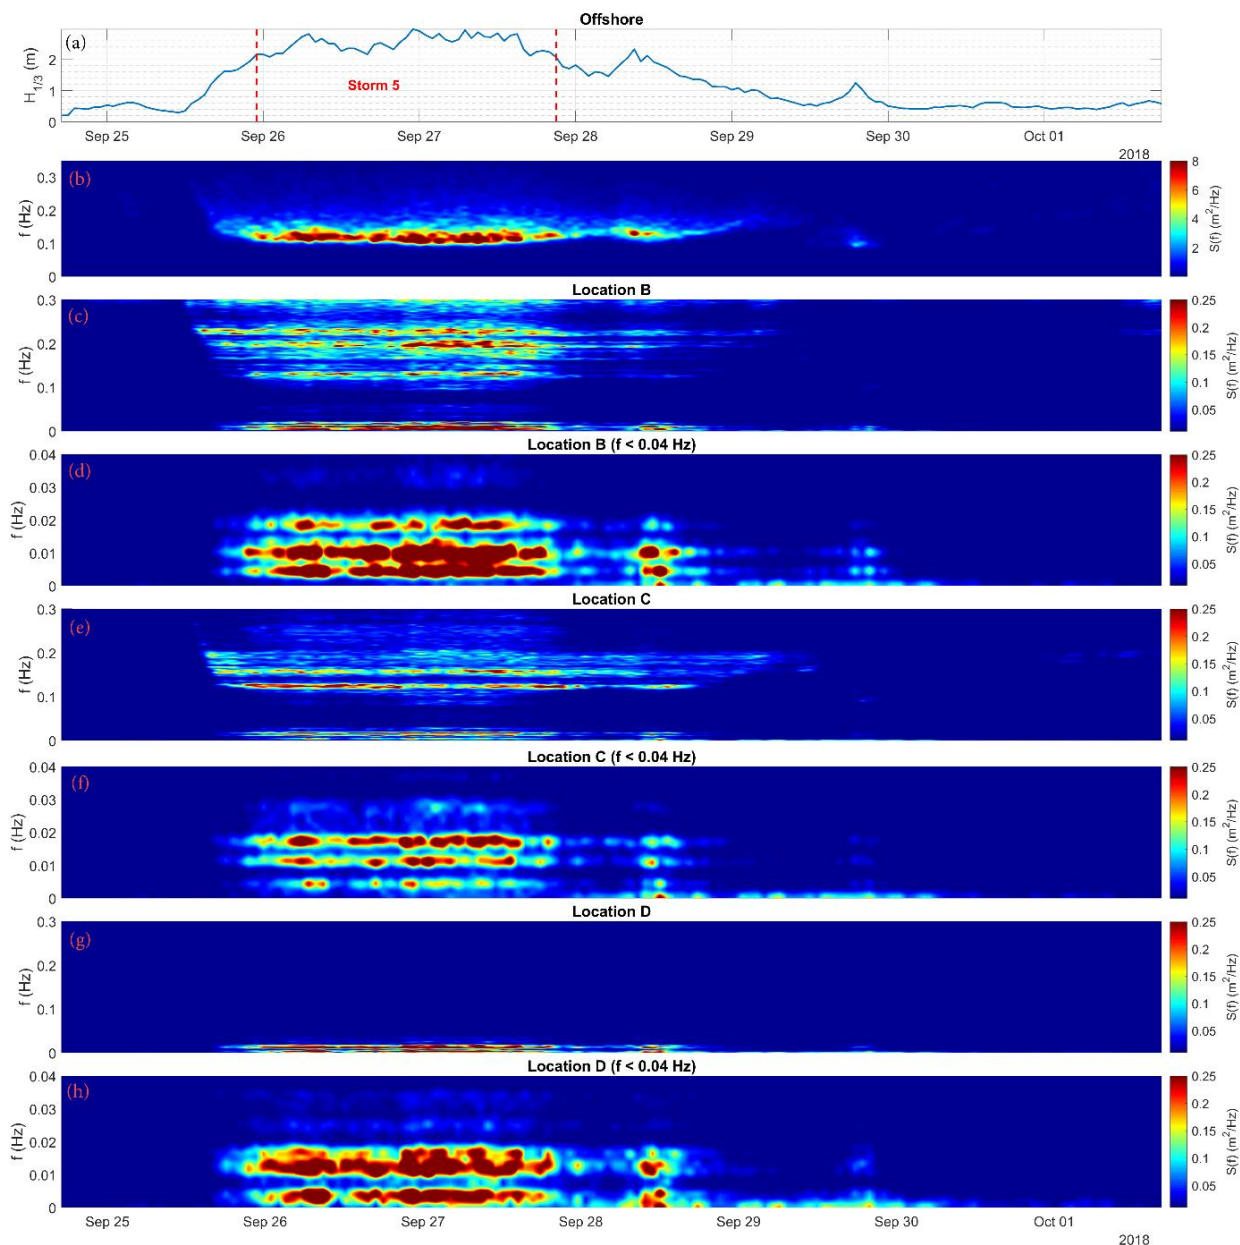 Offshore
(a)
H1/3 (m)
2
1
0
Storm 5
Sep 25 Sep 26 Sep 27 Sep 28 Sep 29 Sep 30 Oct 01
2018
(b)
f (Hz)
0.3
0.2
0.1
0
8
6
4
2
S(f) (m²/Hz)
Location B
(c)
f (Hz)
0.3
0.2
0.1
0
0.25
0.2
0.15
0.1
0.05
S(f) (m²/Hz)
Location B (f < 0.04 Hz)
(d)
f (Hz)
0.04
0.03
0.02
0.01
0
0.25
0.2
0.15
0.1
0.05
S(f) (m²/Hz)
Location C
(e)
f (Hz)
0.3
0.2
0.1
0
0.25
0.2
0.15
0.1
0.05
S(f) (m²/Hz)
Location C (f < 0.04 Hz)
(f)
f (Hz)
0.04
0.03
0.02
0.01
0
0.25
0.2
0.15
0.1
0.05
S(f) (m²/Hz)
Location D
(g)
f (Hz)
0.3
0.2
0.1
0
0.25
0.2
0.15
0.1
0.05
S(f) (m²/Hz)
Location D (f < 0.04 Hz)
(h)
f (Hz)
0.04
0.03
0.02
0.01
0
0.25
0.2
0.15
0.1
0.05
S(f) (m²/Hz)
Sep 25 Sep 26 Sep 27 Sep 28 Sep 29 Sep 30 Oct 01
2018